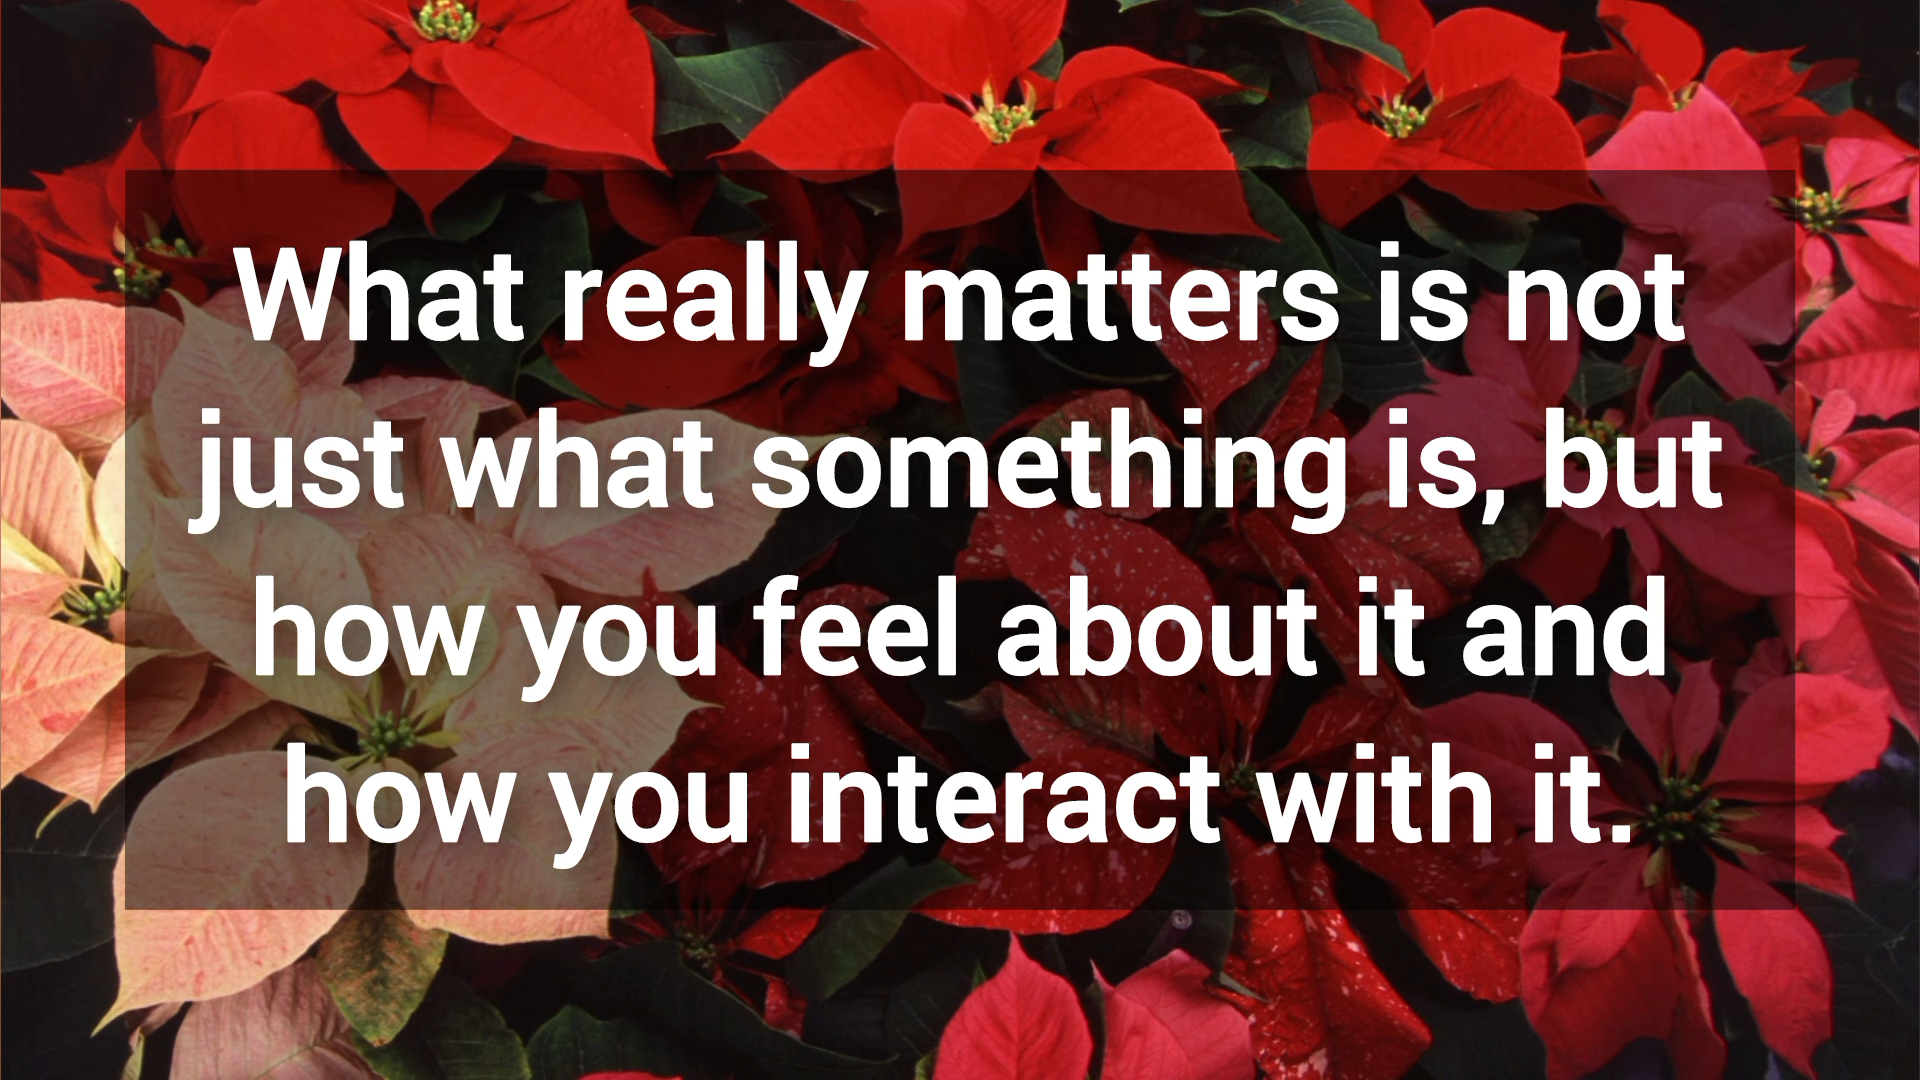 What really matters is not
just what something is, but
how you feel about it and
how you interact with it.